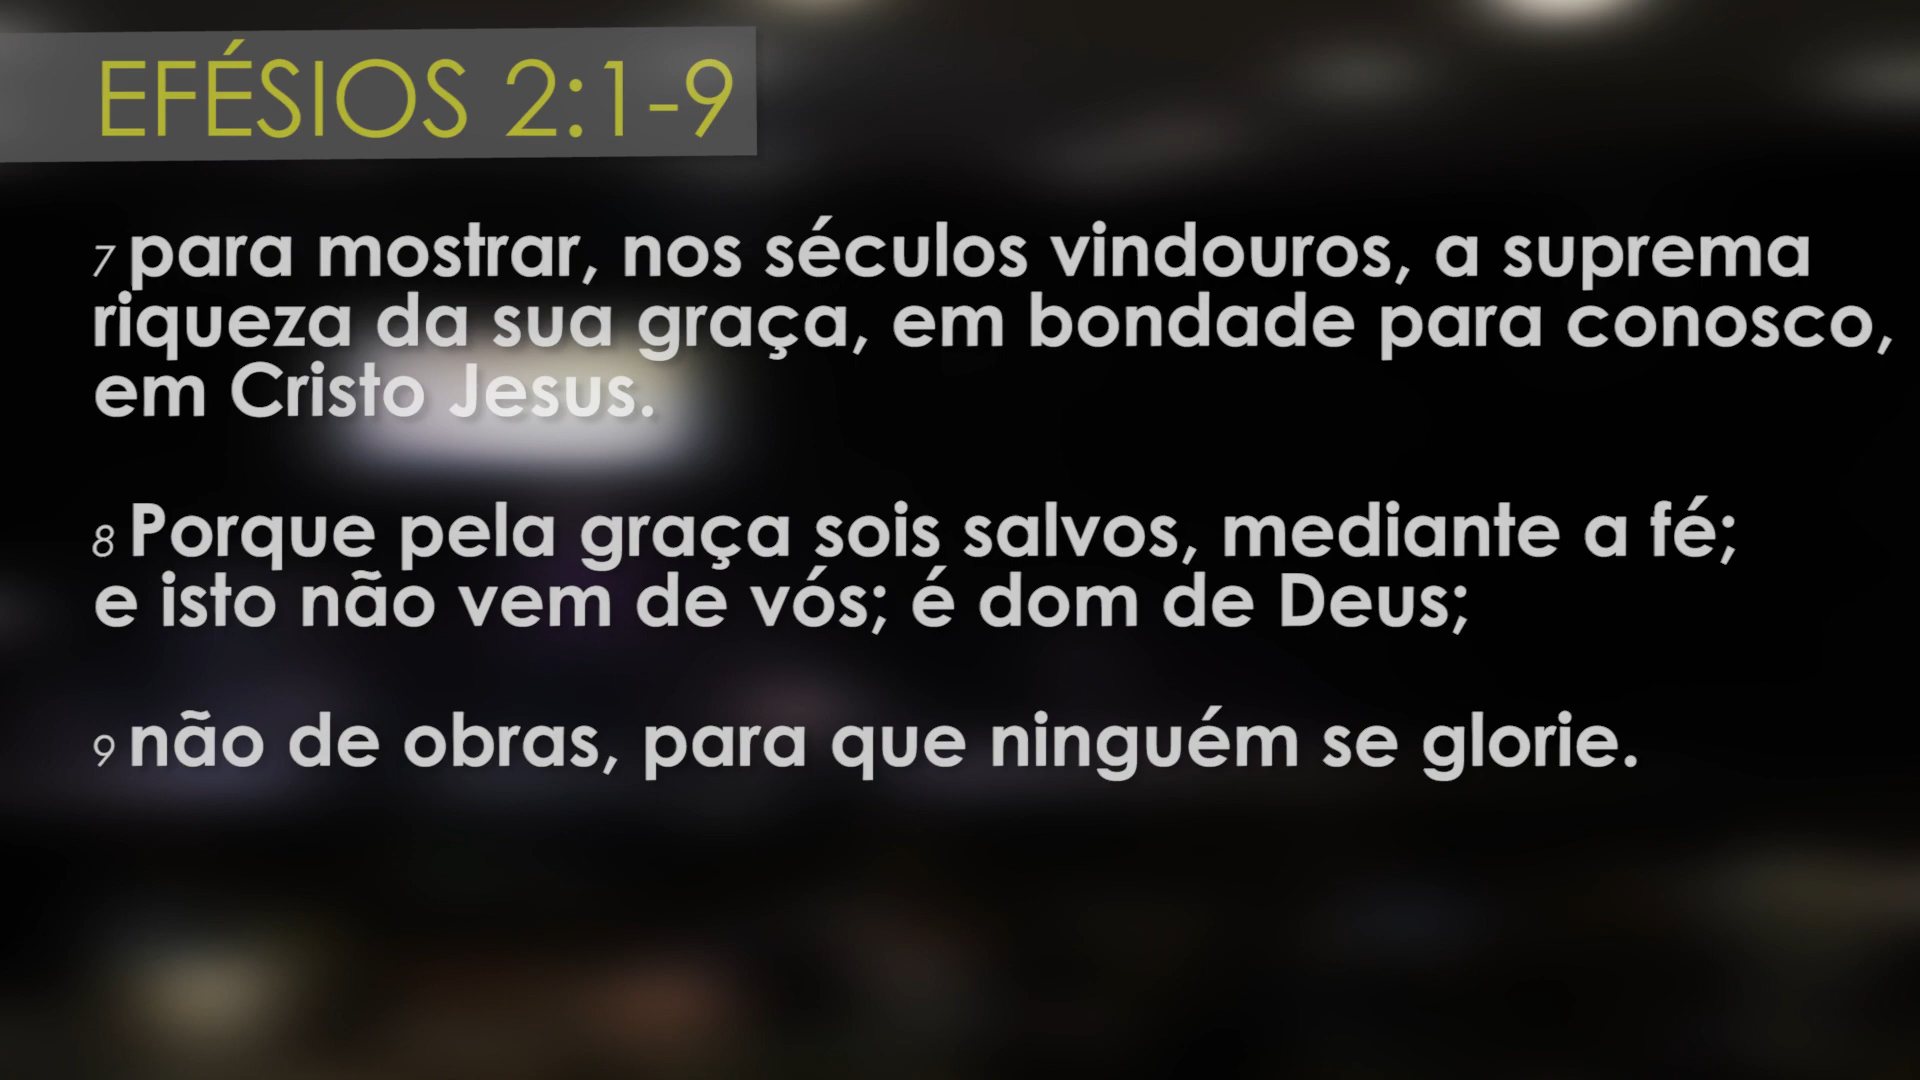 EFÉSIOS 2:1-9
7 para mostrar, nos séculos vindouros, a suprema
riqueza da sua graça, em bondade para conosco,
em Cristo Jesus.
8 Porque pela graça sois salvos, mediante a fé;
e isto não vem de vós; é dom de Deus;
9 não de obras, para que ninguém se glorie.